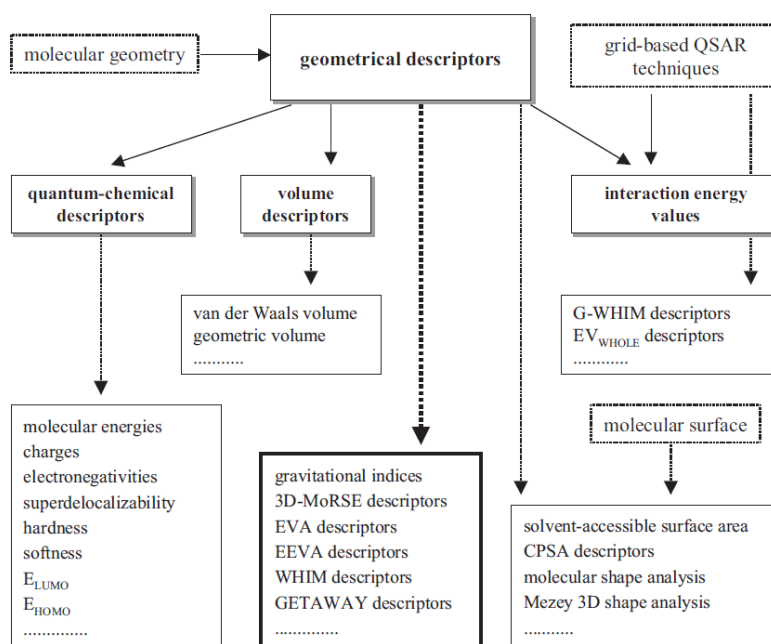 molecular geometry
geometrical descriptors
grid-based QSAR
techniques
quantum-chemical
descriptors
volume
descriptors
interaction energy
values
van der Waals volume
geometric volume
...........
G-WHIM descriptors
EVWHOLE descriptors
............
molecular energies
charges
electronegativities
superdelocalizability
hardness
softness
ELUMO
EHOMO
..............
gravitational indices
3D-MoRSE descriptors
EVA descriptors
EEVA descriptors
WHIM descriptors
GETAWAY descriptors
..............
molecular surface
solvent-accessible surface area
CPSA descriptors
molecular shape analysis
Mezey 3D shape analysis
...........